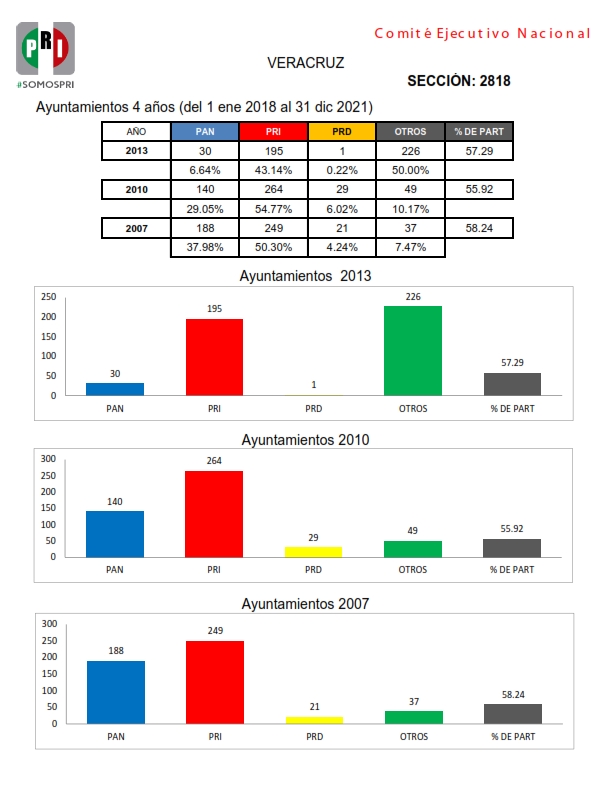 Comité Ejecutivo Nacional
PRI
#SOMOSPRI
VERACRUZ
SECCIÓN: 2818
Ayuntamientos 4 años (del 1 ene 2018 al 31 dic 2021)
AÑO PAN PRI PRD OTROS % DE PART
2013 30 195 1 226 57.29
6.64% 43.14% 0.22% 50.00%
2010 140 264 29 49 55.92
29.05% 54.77% 6.02% 10.17%
2007 188 249 21 37 58.24
37.98% 50.30% 4.24% 7.47%
Ayuntamientos 2013
250
200
150
100
50
0
30
195
1
226
57.29
PAN PRI PRD OTROS % DE PART
Ayuntamientos 2010
300
250
200
150
100
50
0
140
264
29
49
55.92
PAN PRI PRD OTROS % DE PART
Ayuntamientos 2007
300
250
200
150
100
50
0
188
249
21
37
58.24
PAN PRI PRD OTROS % DE PART